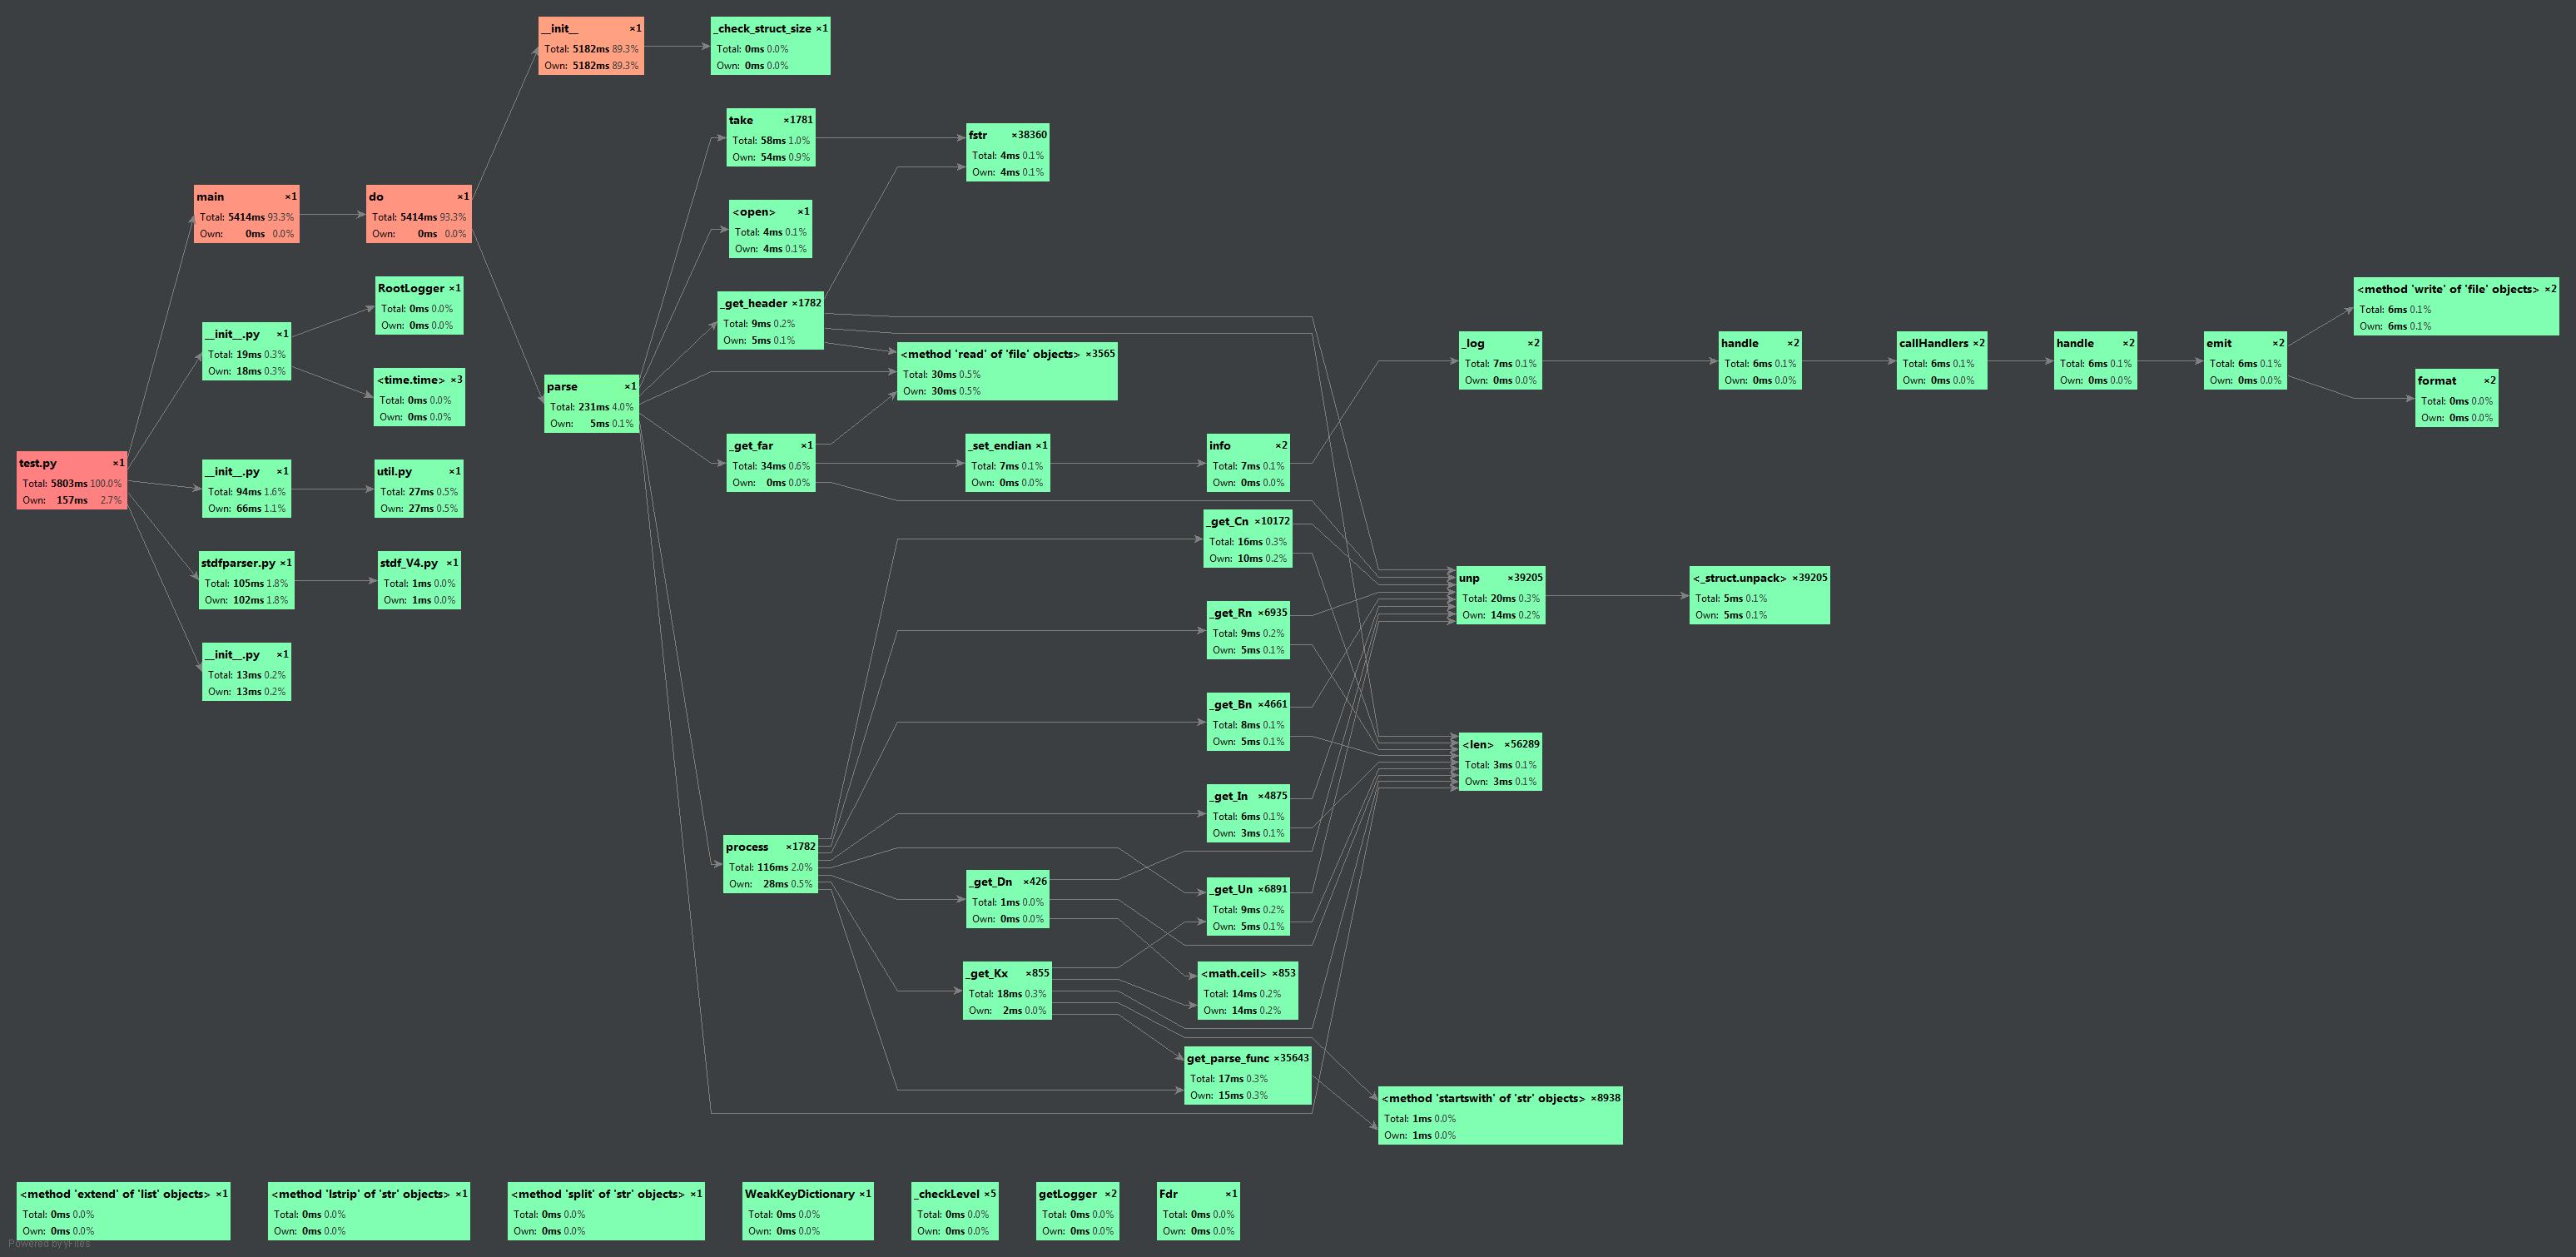 __init__ ×1
Total: 5182ms 89.3%
Own: 5182ms 89.3%
_check_struct_size ×1
Total: 0ms 0.0%
Own: 0ms 0.0%
take ×1781
Total: 58ms 1.0%
Own: 54ms 0.9%
fstr ×38360
Total: 4ms 0.1%
Own: 4ms 0.1%
main ×1
Total: 5414ms 93.3%
Own: 0ms 0.0%
do ×1
Total: 5414ms 93.3%
Own: 0ms 0.0%
<open> ×1
Total: 4ms 0.1%
Own: 4ms 0.1%
RootLogger ×1
Total: 0ms 0.0%
Own: 0ms 0.0%
_get_header ×1782
Total: 9ms 0.2%
Own: 5ms 0.1%
<method 'write' of 'file' objects> ×2
Total: 6ms 0.1%
Own: 6ms 0.1%
__init__.py ×1
Total: 19ms 0.3%
Own: 18ms 0.3%
<method 'read' of 'file' objects> ×3565
Total: 30ms 0.5%
Own: 30ms 0.5%
_log ×2
Total: 7ms 0.1%
Own: 0ms 0.0%
handle ×2
Total: 6ms 0.1%
Own: 0ms 0.0%
callHandlers ×2
Total: 6ms 0.1%
Own: 0ms 0.0%
handle ×2
Total: 6ms 0.1%
Own: 0ms 0.0%
emit ×2
Total: 6ms 0.1%
Own: 0ms 0.0%
<time.time> ×3
Total: 0ms 0.0%
Own: 0ms 0.0%
parse ×1
Total: 231ms 4.0%
Own: 5ms 0.1%
format ×2
Total: 0ms 0.0%
Own: 0ms 0.0%
test.py ×1
Total: 5803ms 100.0%
Own: 157ms 2.7%
__init__.py ×1
Total: 94ms 1.6%
Own: 66ms 1.1%
util.py ×1
Total: 27ms 0.5%
Own: 27ms 0.5%
_get_far ×1
Total: 34ms 0.6%
Own: 0ms 0.0%
_set_endian ×1
Total: 7ms 0.1%
Own: 0ms 0.0%
info ×2
Total: 7ms 0.1%
Own: 0ms 0.0%
_get_Cn ×10172
Total: 16ms 0.3%
Own: 10ms 0.2%
stdfparser.py ×1
Total: 105ms 1.8%
Own: 102ms 1.8%
stdf_V4.py ×1
Total: 1ms 0.0%
Own: 1ms 0.0%
unp ×39205
Total: 20ms 0.3%
Own: 14ms 0.2%
<_struct.unpack> ×39205
Total: 5ms 0.1%
Own: 5ms 0.1%
_get_Rn ×6935
Total: 9ms 0.2%
Own: 5ms 0.1%
__init__.py ×1
Total: 13ms 0.2%
Own: 13ms 0.2%
_get_Bn ×4661
Total: 8ms 0.1%
Own: 5ms 0.1%
<len> ×56289
Total: 3ms 0.1%
Own: 3ms 0.1%
_get_In ×4875
Total: 6ms 0.1%
Own: 3ms 0.1%
process ×1782
Total: 116ms 2.0%
Own: 28ms 0.5%
_get_Dn ×426
Total: 1ms 0.0%
Own: 0ms 0.0%
_get_Un ×6891
Total: 9ms 0.2%
Own: 5ms 0.1%
_get_Kx ×855
Total: 18ms 0.3%
Own: 2ms 0.0%
<math.ceil> ×853
Total: 14ms 0.2%
Own: 14ms 0.2%
get_parse_func ×35643
Total: 17ms 0.3%
Own: 15ms 0.3%
<method 'startswith' of 'str' objects> ×8938
Total: 1ms 0.0%
Own: 1ms 0.0%
<method 'extend' of 'list' objects> ×1
Total: 0ms 0.0%
Own: 0ms 0.0%
<method 'lstrip' of 'str' objects> ×1
Total: 0ms 0.0%
Own: 0ms 0.0%
<method 'split' of 'str' objects> ×1
Total: 0ms 0.0%
Own: 0ms 0.0%
WeakKeyDictionary ×1
Total: 0ms 0.0%
Own: 0ms 0.0%
_checkLevel ×5
Total: 0ms 0.0%
Own: 0ms 0.0%
getLogger ×2
Total: 0ms 0.0%
Own: 0ms 0.0%
Fdr ×1
Total: 0ms 0.0%
Own: 0ms 0.0%
Powered by yFiles